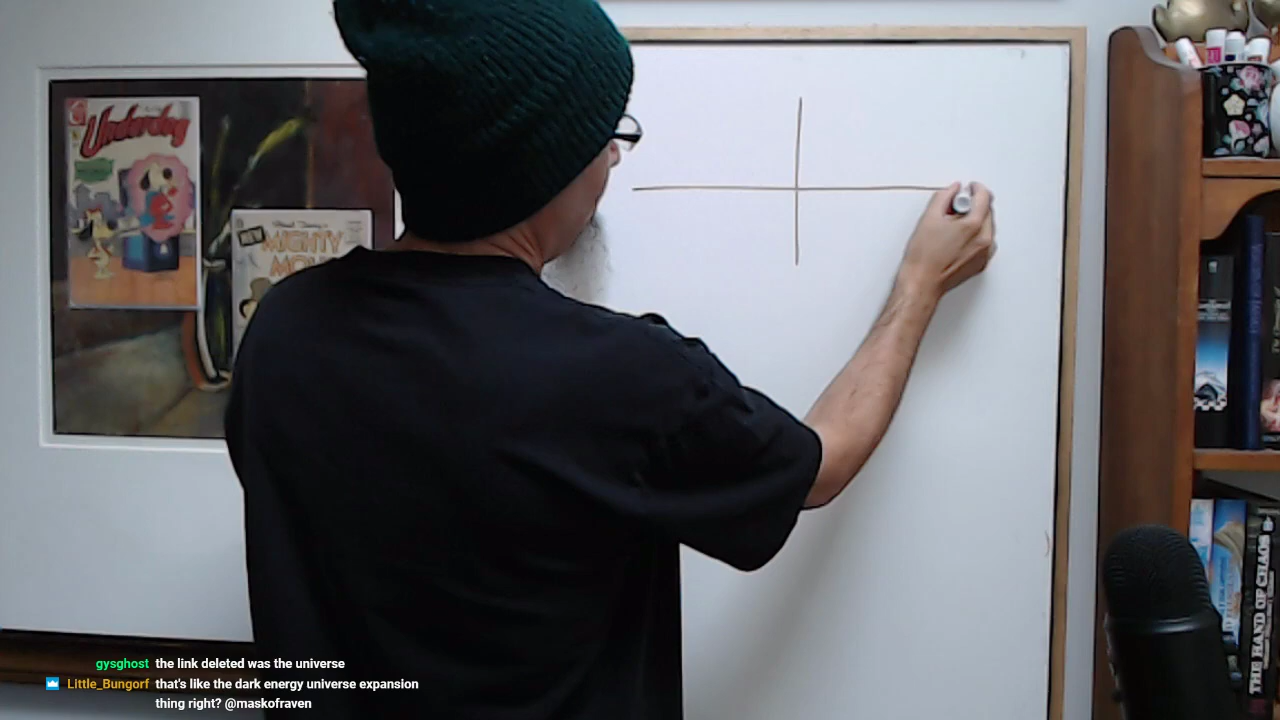 Underdog
NEW
MIGHTY
THE HAND OF CHAOS
gysghost the link deleted was the universe
Little_Bungorf that's like the dark energy universe expansion
thing right? @maskofraven